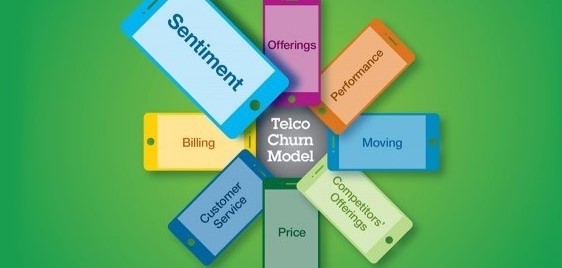 Sentiment
Offerings
Performance
Billing
Telco
Churn
Model
Moving
Customer
Service
Price
Competitors'
Offerings